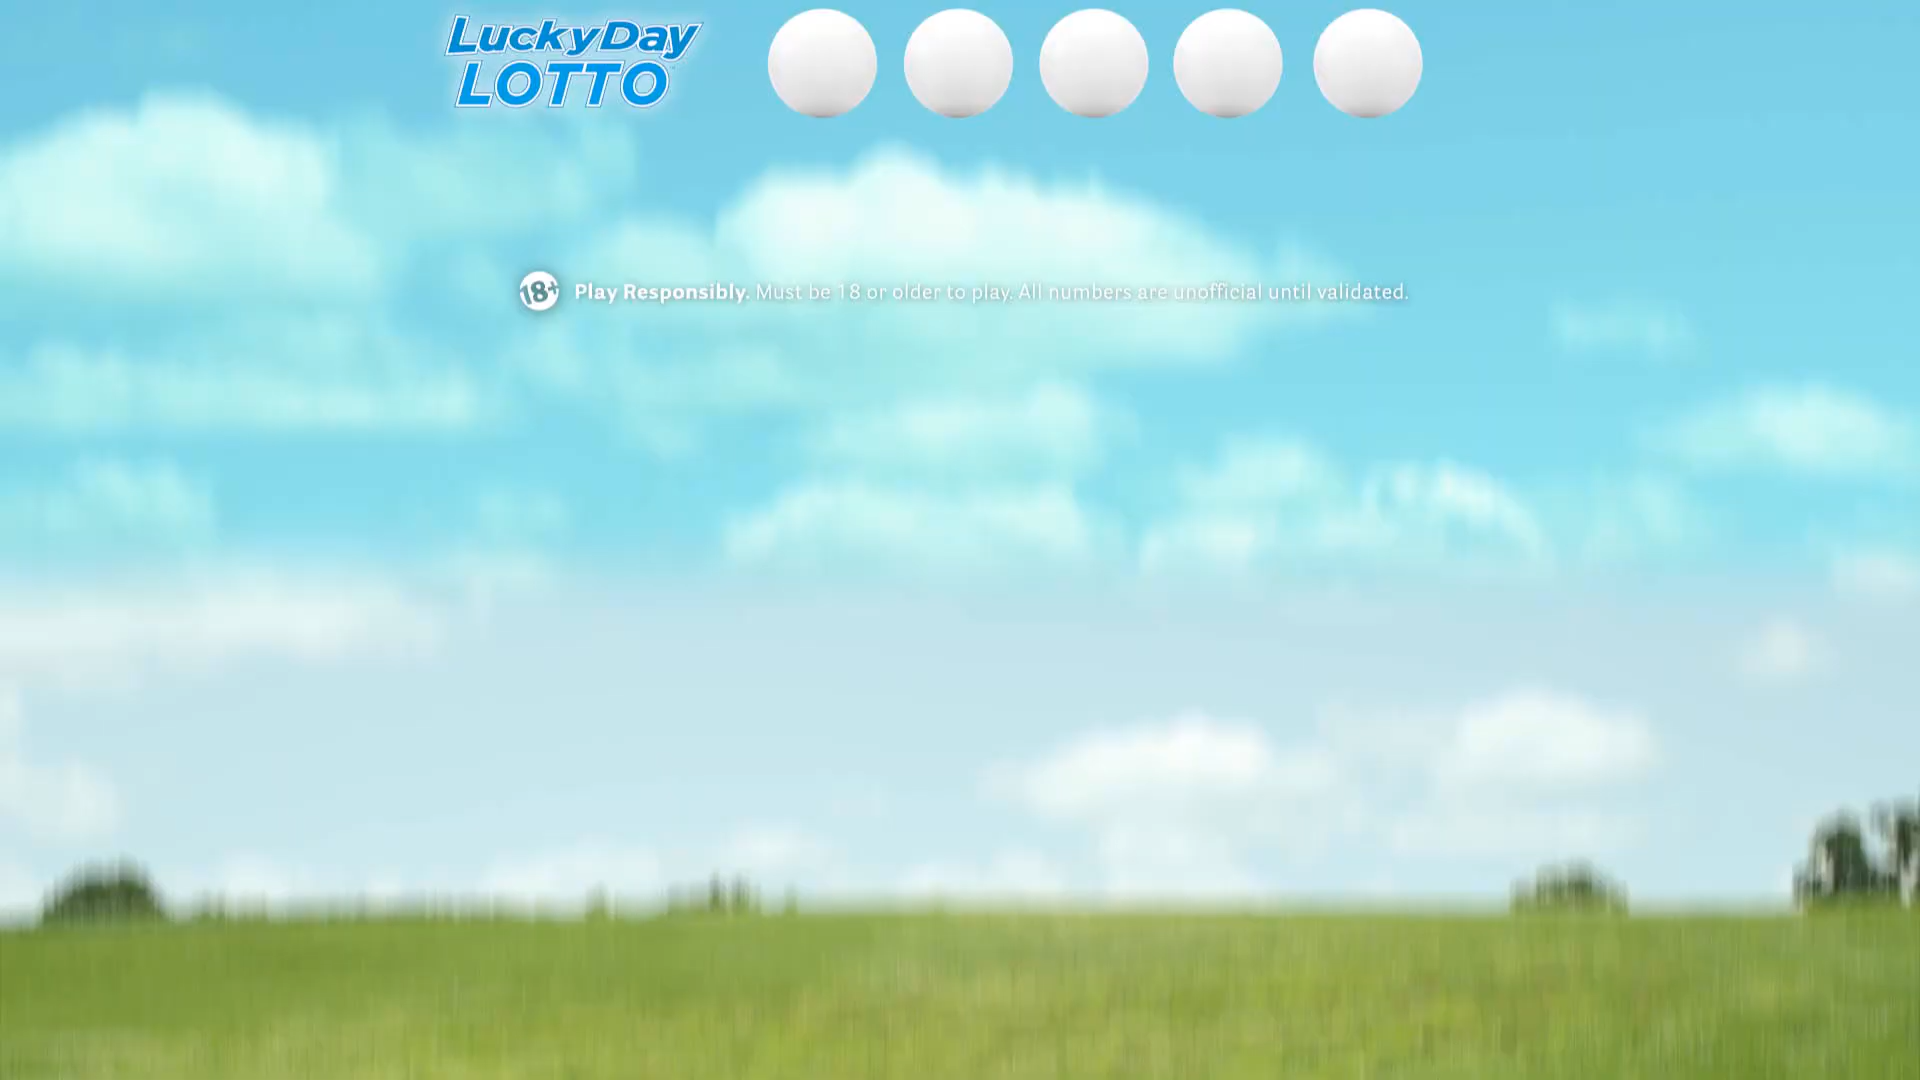 LuckyDay
LOTTO
18+ Play Responsibly. Must be 18 or older to play. All numbers are unofficial until validated.